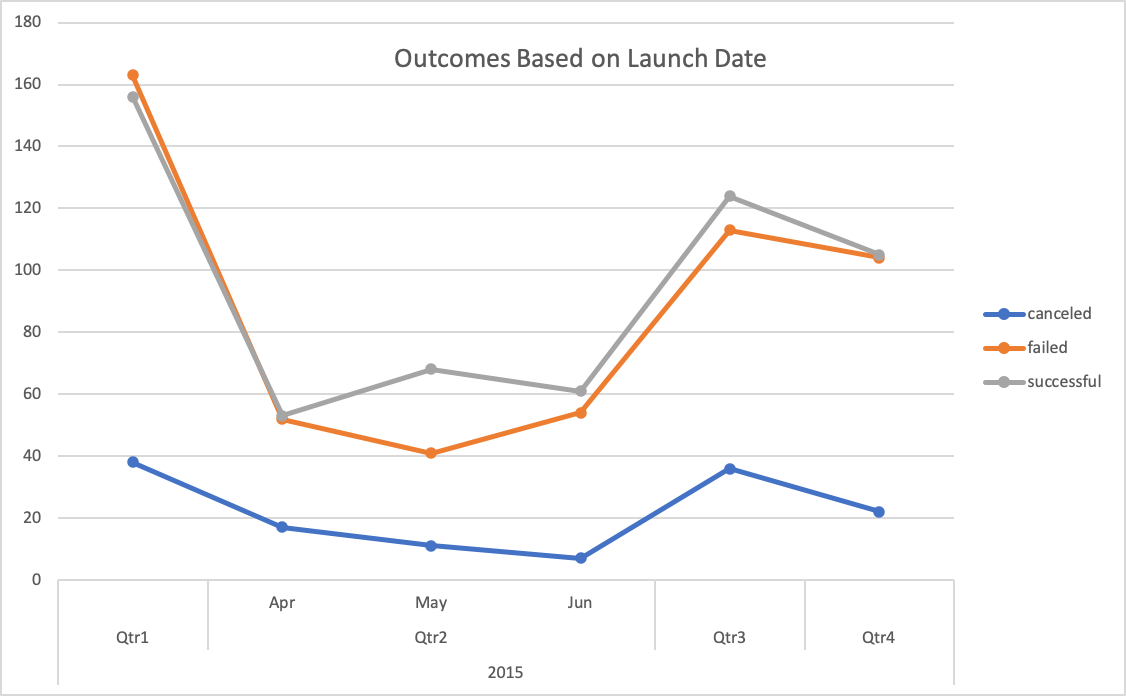 Outcomes Based on Launch Date
180
160
140
120
100
80
60
40
20
0
Apr May Jun
Qtr1 Qtr2 Qtr3 Qtr4
2015
canceled
failed
successful